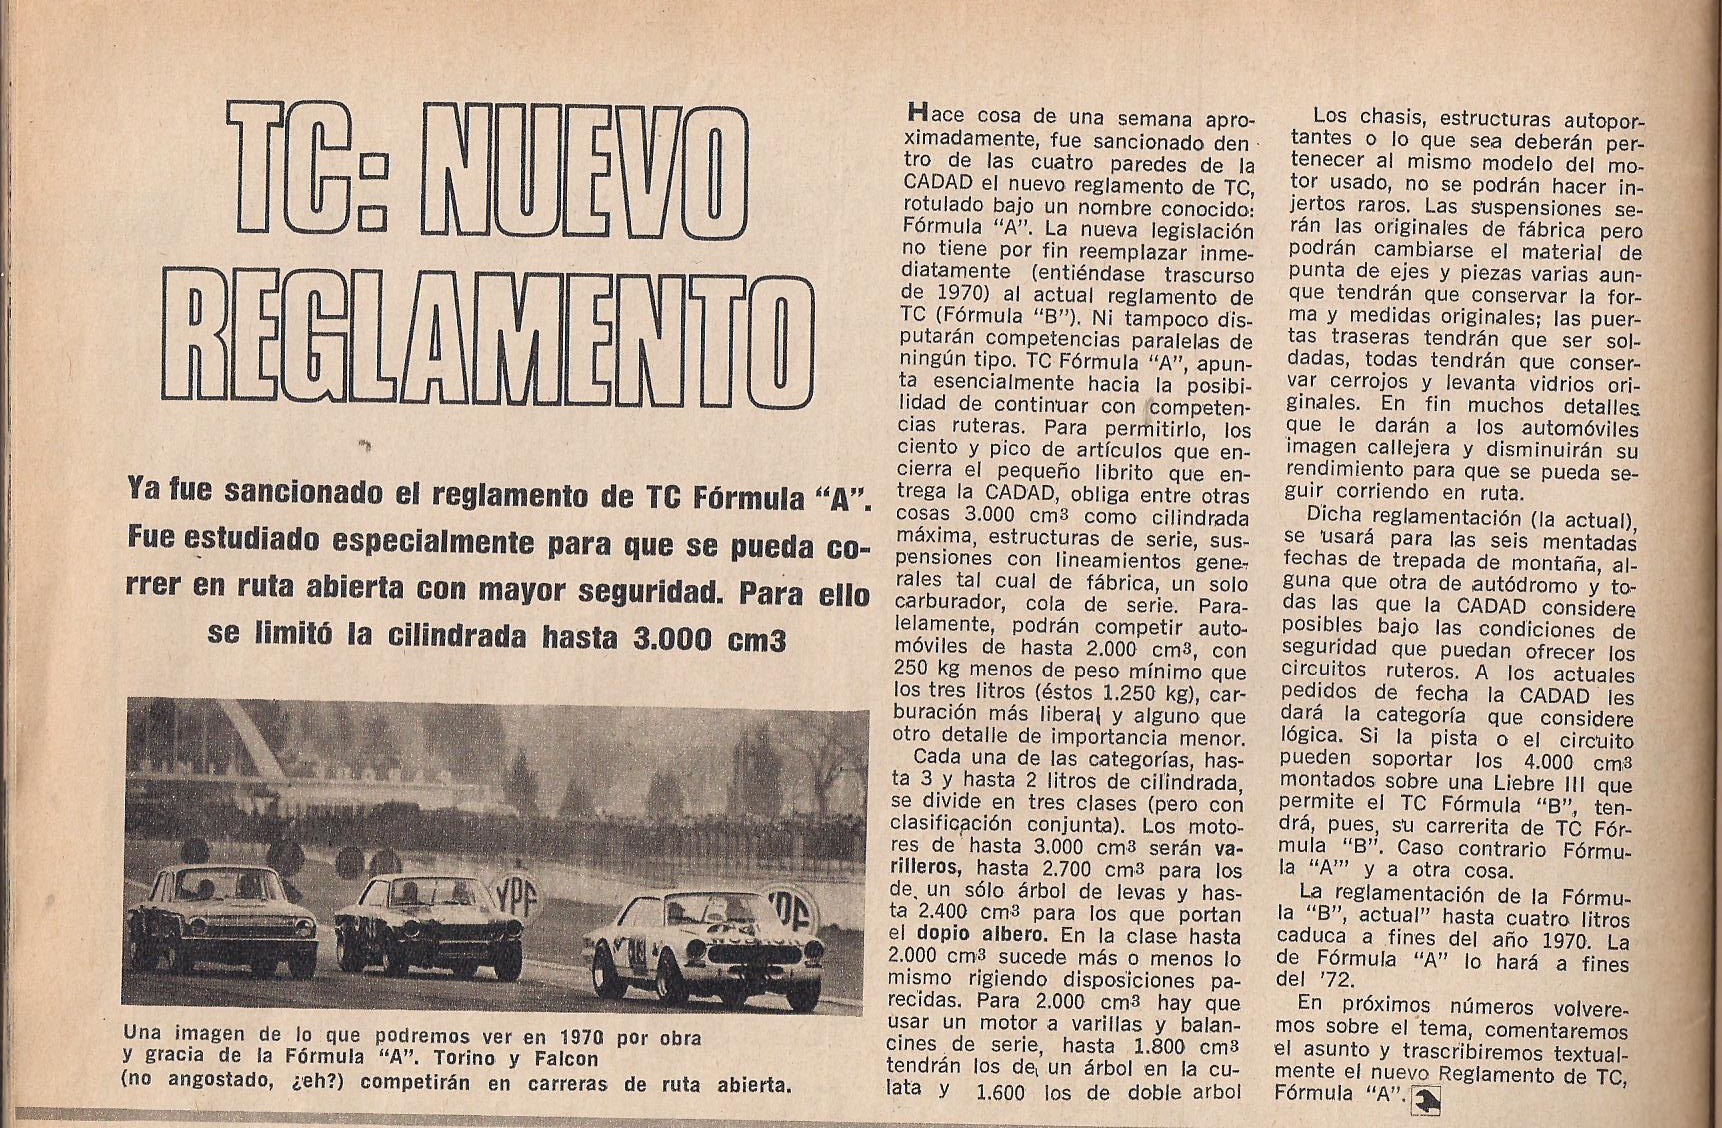 TC: NUEVO
REGLAMENTO
Ya fue sancionado el reglamento de TC Fórmula “A”.
Fue estudiado especialmente para que se pueda co-
rrer en ruta abierta con mayor seguridad. Para ello
se limitó la cilindrada hasta 3.000 cm3
YPF
YPF
Una imagen de lo que podremos ver en 1970 por obra
y gracia de la Fórmula “A”. Torino y Falcon
(no angostado, ¿eh?) competirán en carreras de ruta abierta.
Hace cosa de una semana apro-
ximadamente, fue sancionado den-
tro de las cuatro paredes de la
CADAD el nuevo reglamento de TC,
rotulado bajo un nombre conocido:
Fórmula “A”. La nueva legislación
no tiene por fin reemplazar inme-
diatamente (entiéndase trascurso
de 1970) al actual reglamento de
TC (Fórmula “B”). Ni tampoco dis-
putarán competencias paralelas de
ningún tipo. TC Fórmula “A”, apun-
ta esencialmente hacia la posibi-
lidad de continuar con competen-
cias ruteras. Para permitirlo, los
ciento y pico de artículos que en-
cierra el pequeño librito que en-
trega la CADAD, obliga entre otras
cosas 3.000 cm3 como cilindrada
máxima, estructuras de serie, sus-
pensiones con lineamientos gene-
rales tal cual de fábrica, un solo
carburador, cola de serie. Para-
lelamente, podrán competir auto-
móviles de hasta 2.000 cm3, con
250 kg menos de peso mínimo que
los tres litros (éstos 1.250 kg), car-
buración más liberal y alguno que
otro detalle de importancia menor.
Cada una de las categorías, has-
ta 3 y hasta 2 litros de cilindrada,
se divide en tres clases (pero con
clasificación conjunta). Los moto-
res de hasta 3.000 cm3 serán va-
rilleros, hasta 2.700 cm3 para los
de un sólo árbol de levas y has-
ta 2.400 cm3 para los que portan
el dopio albero. En la clase hasta
2.000 cm3 sucede más o menos lo
mismo rigiendo disposiciones pa-
recidas. Para 2.000 cm3 hay que
usar un motor a varillas y balan-
cines de serie, hasta 1.800 cm3
tendrán los de un árbol en la cu-
lata y 1.600 los de doble arbol
Los chasis, estructuras autopor-
tantes o lo que sea deberán per-
tenecer al mismo modelo del mo-
tor usado, no se podrán hacer in-
jertos raros. Las suspensiones se-
rán las originales de fábrica pero
podrán cambiarse el material de
punta de ejes y piezas varias aun-
que tendrán que conservar la for-
ma y medidas originales; las puer-
tas traseras tendrán que ser sol-
dadas, todas tendrán que conser-
var cerrojos y levanta vidrios ori-
ginales. En fin muchos detalles
que le darán a los automóviles
imagen callejera y disminuirán su
rendimiento para que se pueda se-
guir corriendo en ruta.
Dicha reglamentación (la actual),
se usará para las seis mentadas
fechas de trepada de montaña, al-
guna que otra de autódromo y to-
das las que la CADAD considere
posibles bajo las condiciones de
seguridad que puedan ofrecer los
circuitos ruteros. A los actuales
pedidos de fecha la CADAD les
dará la categoría que considere
lógica. Si la pista o el circuito
pueden soportar los 4.000 cm3
montados sobre una Liebre III que
permite el TC Fórmula “B”, ten-
drá, pues, su carrerita de TC Fór-
mula “B”. Caso contrario Fórmu-
la “A”’ y a otra cosa.
La reglamentación de la Fórmu-
la “B”, actual” hasta cuatro litros
caduca a fines del año 1970. La
de Fórmula “A” lo hará a fines
del ’72.
En próximos números volvere-
mos sobre el tema, comentaremos
el asunto y trascribiremos textual-
mente el nuevo Reglamento de TC,
Fórmula “A”.